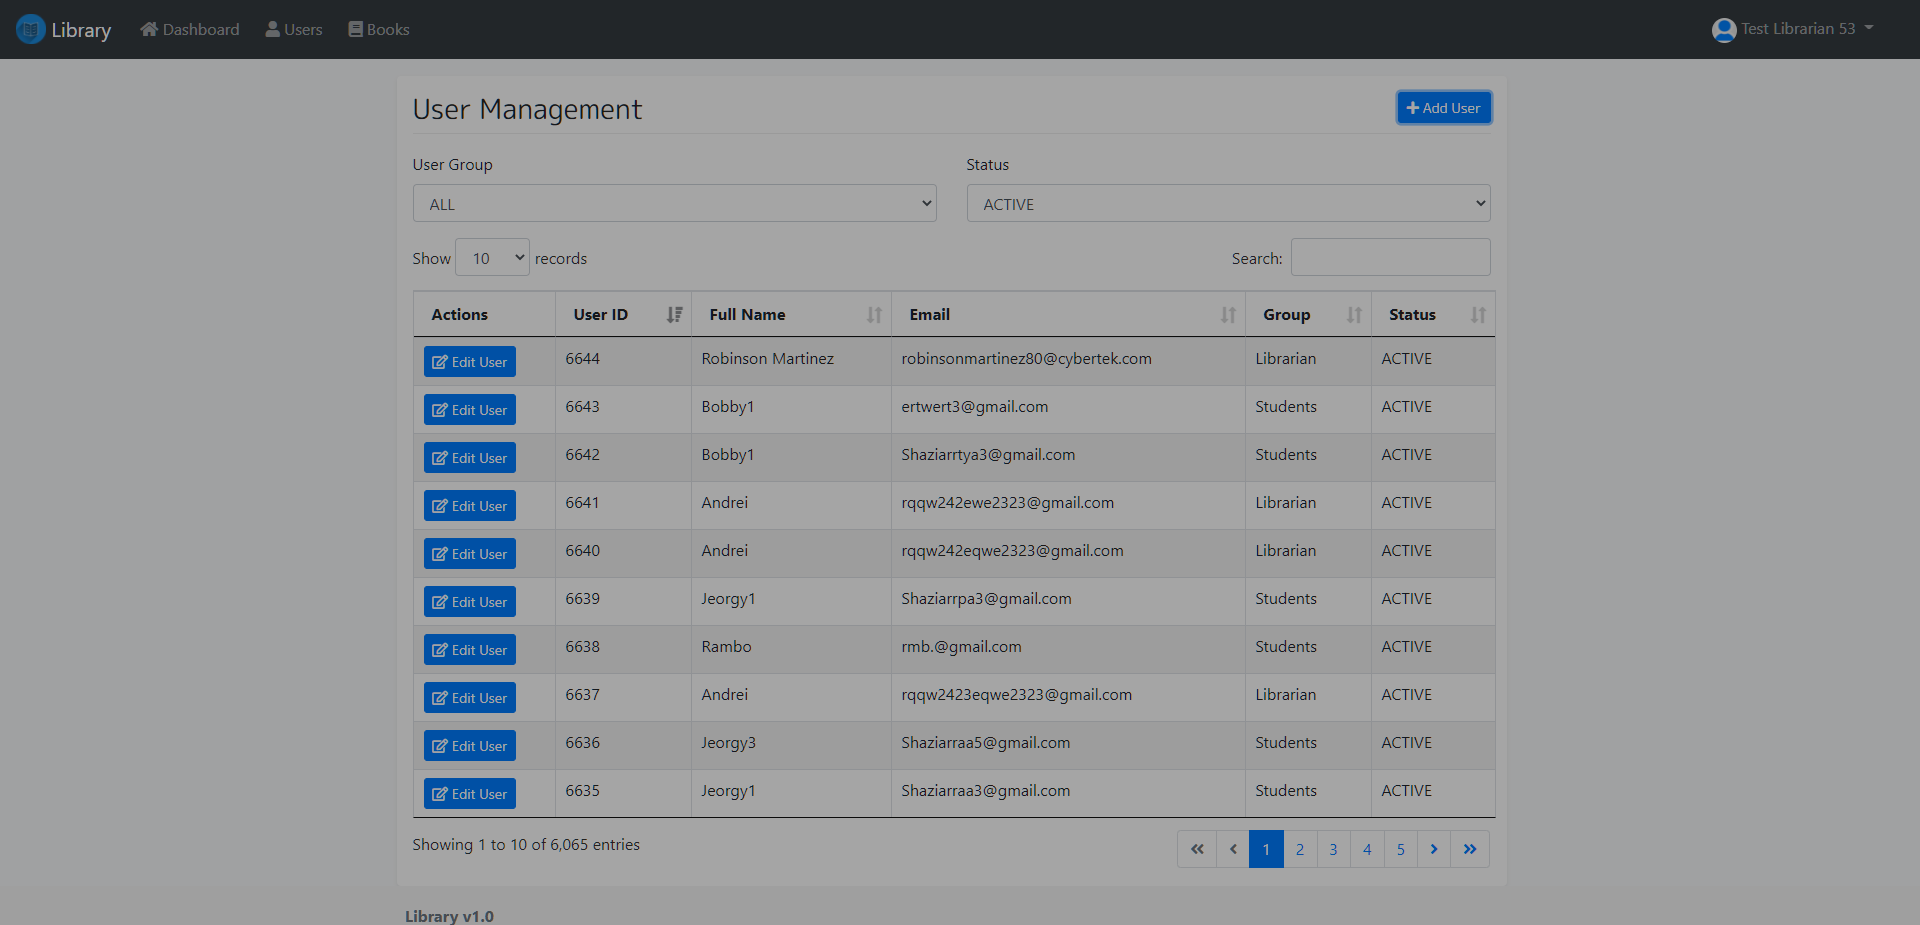 Library Dashboard Users Books Test Librarian 53
User Management Add User
User Group Status
ALL ACTIVE
Show 10 records Search:
Actions User ID Full Name Email Group Status
Edit User 6644 Robinson Martinez robinsonmartinez80@cybertek.com Librarian ACTIVE
Edit User 6643 Bobby1 ertwert3@gmail.com Students ACTIVE
Edit User 6642 Bobby1 Shaziarrtya3@gmail.com Students ACTIVE
Edit User 6641 Andrei rqqw242ewe2323@gmail.com Librarian ACTIVE
Edit User 6640 Andrei rqqw242eqwe2323@gmail.com Librarian ACTIVE
Edit User 6639 Jeorgy1 Shaziarrpa3@gmail.com Students ACTIVE
Edit User 6638 Rambo rmb.@gmail.com Students ACTIVE
Edit User 6637 Andrei rqqw2423eqwe2323@gmail.com Librarian ACTIVE
Edit User 6636 Jeorgy3 Shaziarraa5@gmail.com Students ACTIVE
Edit User 6635 Jeorgy1 Shaziarraa3@gmail.com Students ACTIVE
Showing 1 to 10 of 6,065 entries « ‹ 1 2 3 4 5 › »
Library v1.0